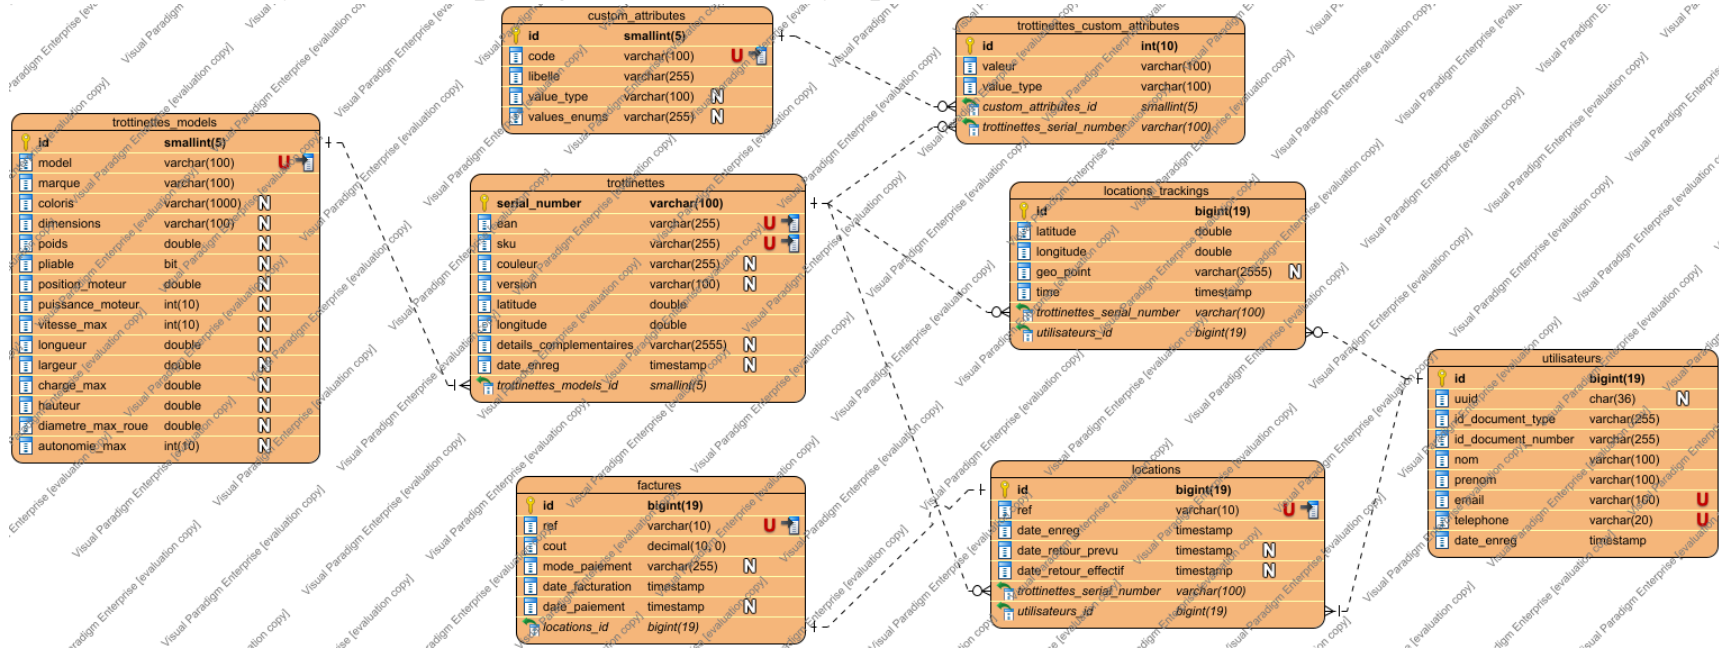 custom_attributes
id smallint(5)
code varchar(100) U
libelle varchar(255)
value_type varchar(100) N
values_enums varchar(255) N
trottinettes_custom_attributes
id int(10)
valeur varchar(100)
value_type varchar(100)
custom_attributes_id smallint(5)
trottinettes_serial_number varchar(100)
trottinettes_models
id smallint(5)
model varchar(100) U
marque varchar(100)
coloris varchar(1000) N
dimensions varchar(100) N
poids double N
pliable bit N
position_moteur double N
puissance_moteur int(10) N
vitesse_max int(10) N
longueur double N
largeur double N
charge_max double N
hauteur double N
diametre_max_roue double N
autonomie_max int(10) N
trottinettes
serial_number varchar(100)
ean varchar(255) U
sku varchar(255) U
couleur varchar(255) N
version varchar(100) N
latitude double
longitude double
details_complementaires varchar(2555) N
date_enreg timestamp N
trottinettes_models_id smallint(5)
locations_trackings
id bigint(19)
latitude double
longitude double
geo_point varchar(2555) N
time timestamp
trottinettes_serial_number varchar(100)
utilisateurs_id bigint(19)
utilisateurs
id bigint(19)
uuid char(36) N
id_document_type varchar(255)
id_document_number varchar(255)
nom varchar(100)
prenom varchar(100)
email varchar(100) U
telephone varchar(20) U
date_enreg timestamp
factures
id bigint(19)
ref varchar(10) U
cout decimal(10, 0)
mode_paiement varchar(255) N
date_facturation timestamp
date_paiement timestamp N
locations_id bigint(19)
locations
id bigint(19)
ref varchar(10) U
date_enreg timestamp
date_retour_prevu timestamp N
date_retour_effectif timestamp N
trottinettes_serial_number varchar(100)
utilisateurs_id bigint(19)
Visual Paradigm Enterprise [evaluation copy]